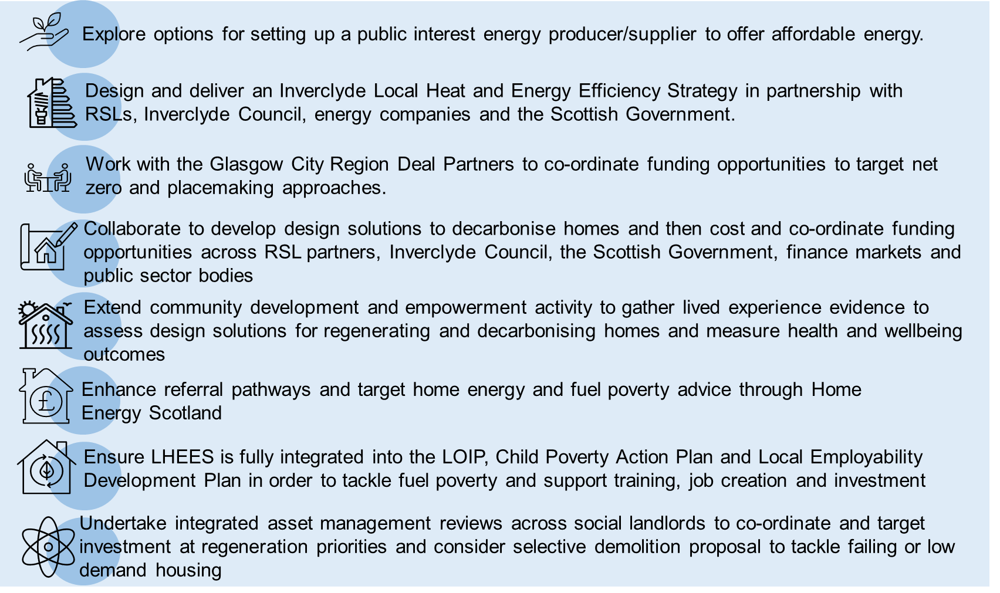 Explore options for setting up a public interest energy producer/supplier to offer affordable energy.
Design and deliver an Inverclyde Local Heat and Energy Efficiency Strategy in partnership with
RSLs, Inverclyde Council, energy companies and the Scottish Government.
Work with the Glasgow City Region Deal Partners to co-ordinate funding opportunities to target net
zero and placemaking approaches.
Collaborate to develop design solutions to decarbonise homes and then cost and co-ordinate funding
opportunities across RSL partners, Inverclyde Council, the Scottish Government, finance markets and
public sector bodies
Extend community development and empowerment activity to gather lived experience evidence to
assess design solutions for regenerating and decarbonising homes and measure health and wellbeing
outcomes
£
Enhance referral pathways and target home energy and fuel poverty advice through Home
Energy Scotland
Ensure LHEES is fully integrated into the LOIP, Child Poverty Action Plan and Local Employability
Development Plan in order to tackle fuel poverty and support training, job creation and investment
Undertake integrated asset management reviews across social landlords to co-ordinate and target
investment at regeneration priorities and consider selective demolition proposal to tackle failing or low
demand housing